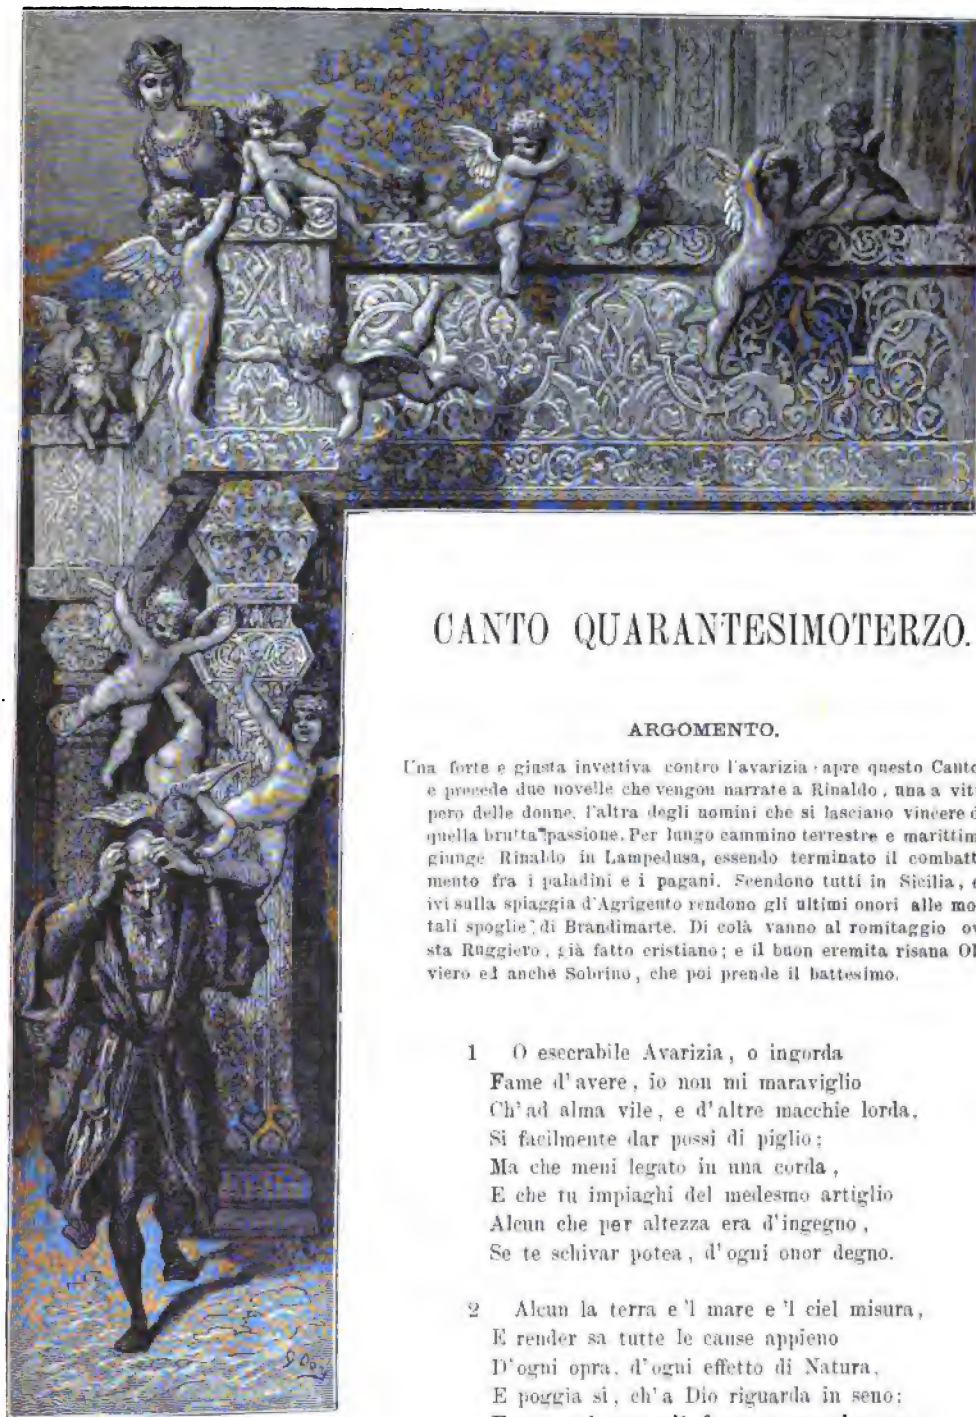 CANTO QUARANTESIMOTERZO.
ARGOMENTO.
Una forte e giusta invettiva contro l'avarizia apre questo Canto
e precede due novelle che vengon narrate a Rinaldo, una a vit
pero delle donne, l'altra degli uomini che si lasciano vincere d
quella brutta passione. Per lungo cammino terrestre e marittim
giunge Rinaldo in Lampedusa, essendo terminato il combatt
mento fra i paladini e i pagani. Scendono tutti in Sicilia, e
ivi sulla spiaggia d'Agrigento rendono gli ultimi onori alle mo
tali spoglie di Brandimarte. Di colà vanno al romitaggio ov
sta Ruggiero, già fatto cristiano; e il buon eremita risana Ol
viero ed anche Sobrino, che poi prende il battesimo.
1 O esecrabile Avarizia, o ingorda
Fame d'avere, io non mi maraviglio
Ch'ad alma vile, e d'altre macchie lorda,
Si facilmente dar possi di piglio;
Ma che meni legato in una corda,
E che tu impiaghi del medesmo artiglio
Alcun che per altezza era d'ingegno,
Se te schivar potea, d'ogni onor degno.
2 Alcun la terra e 'l mare e 'l ciel misura,
E render sa tutte le cause appieno
D'ogni opra, d'ogni effetto di Natura,
E poggia sì, ch'a Dio riguarda in seno;
G Doré